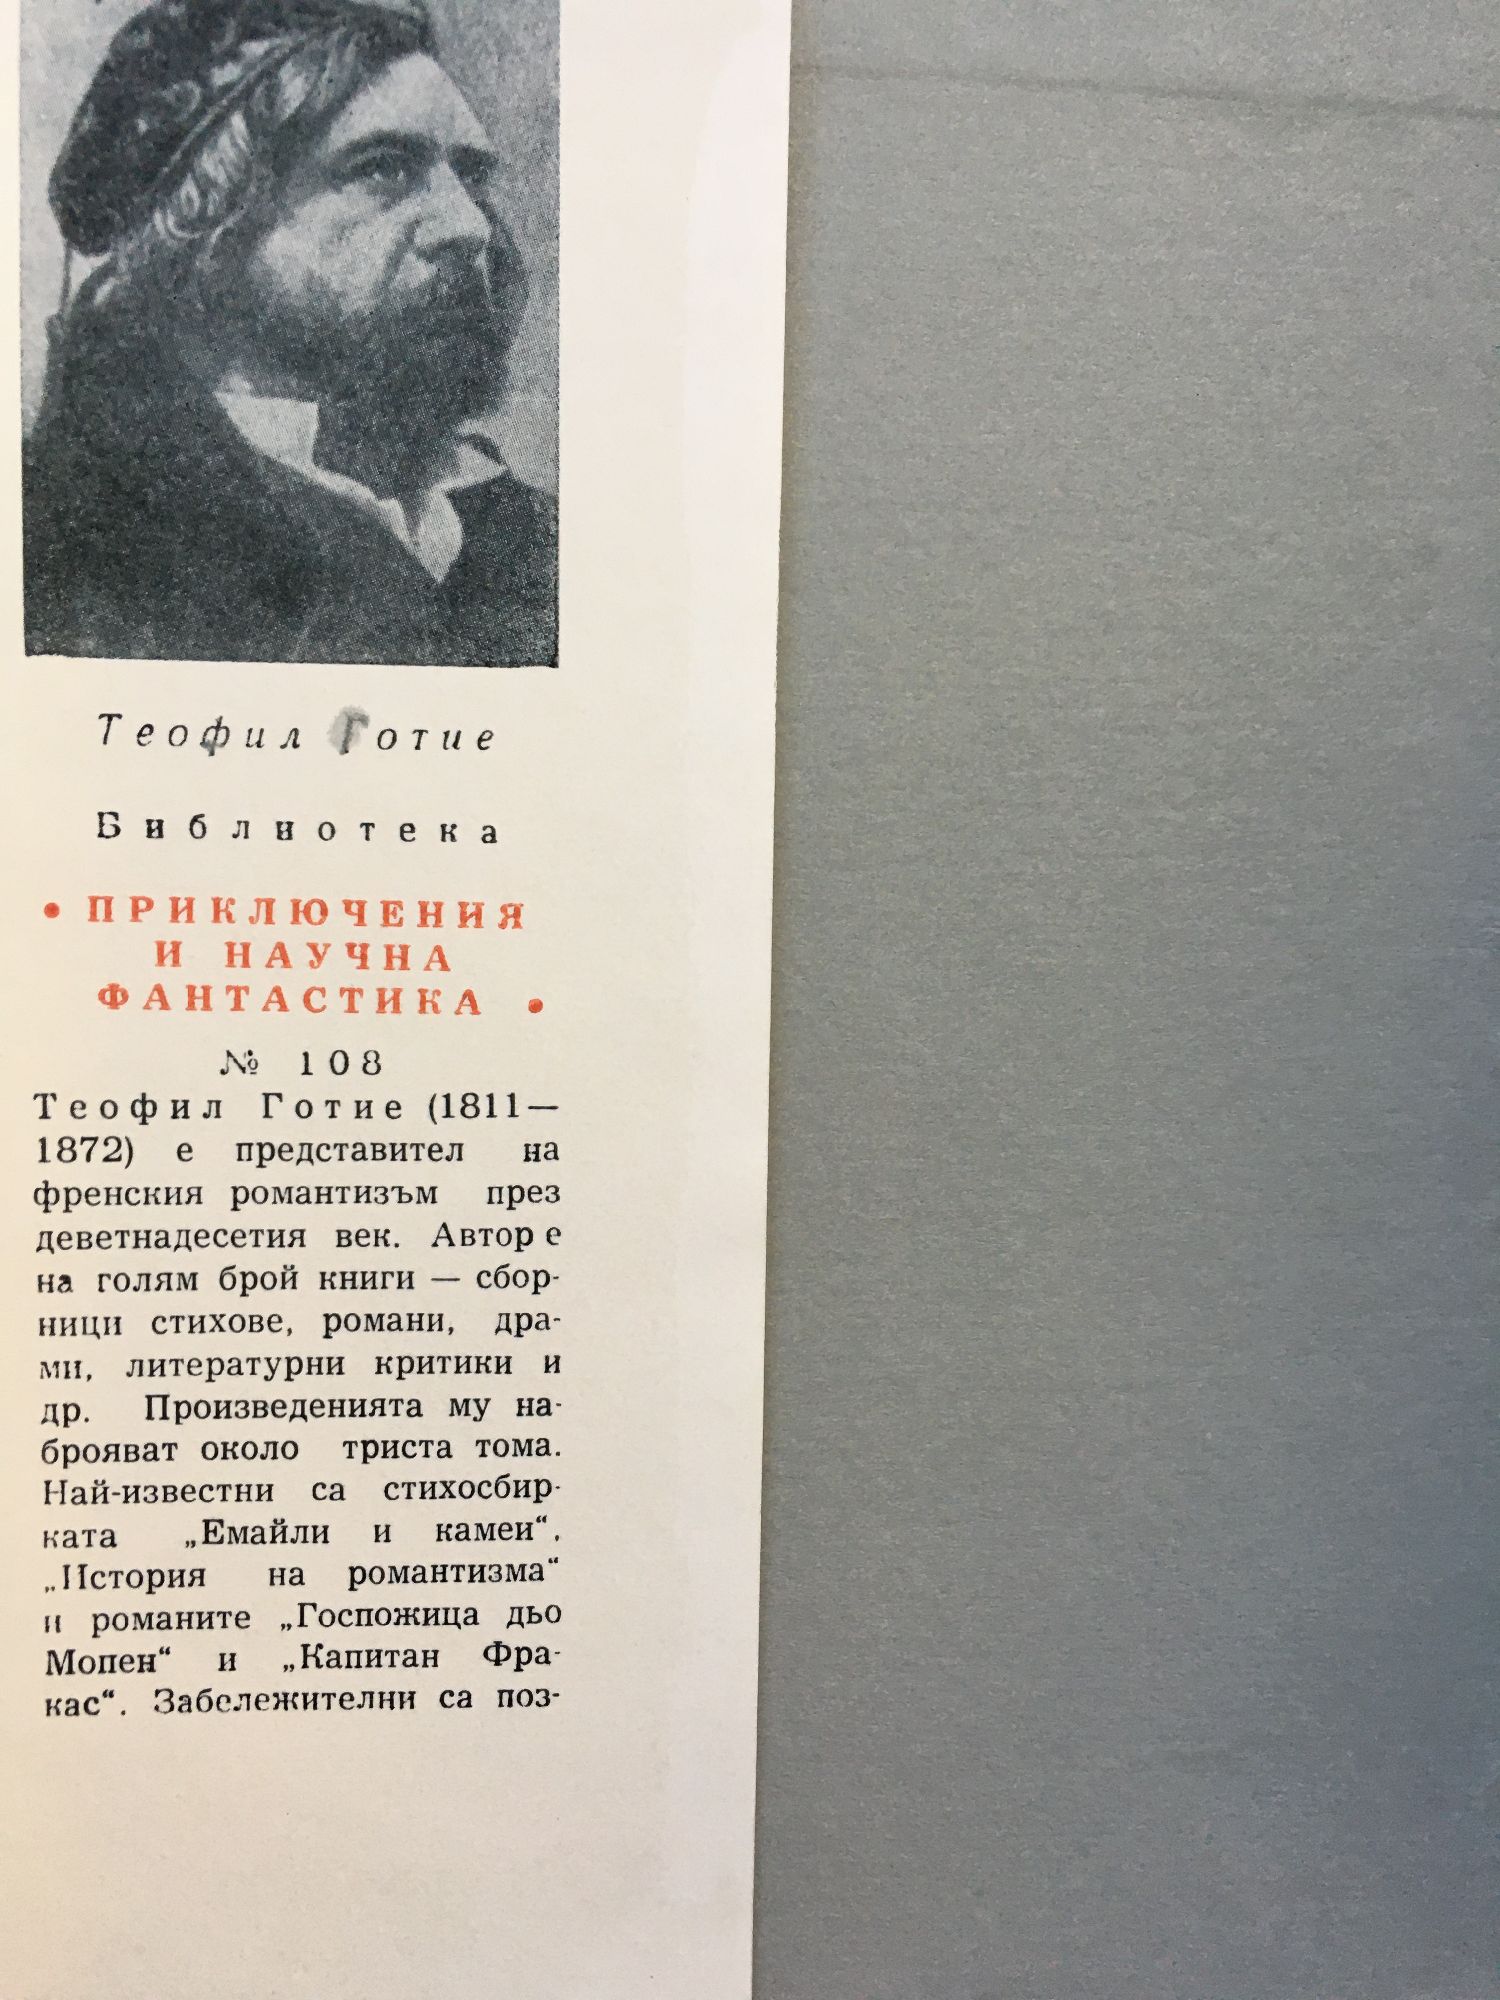 Теофил Готие
Библиотека
• ПРИКЛЮЧЕНИЯ
И НАУЧНА
ФАНТАСТИКА •
№ 108
Теофил Готие (1811—
1872) е представител на
френския романтизъм през
деветнадесетия век. Автор е
на голям брой книги — сбор-
ници стихове, романи, дра-
ми, литературни критики и
др. Произведенията му на-
брояват около триста тома.
Най-известни са стихосбир-
ката „Емайли и камеи“,
„История на романтизма“
и романите „Госпожица дьо
Мопен“ и „Капитан Фра-
кас“. Забележителни са поз-